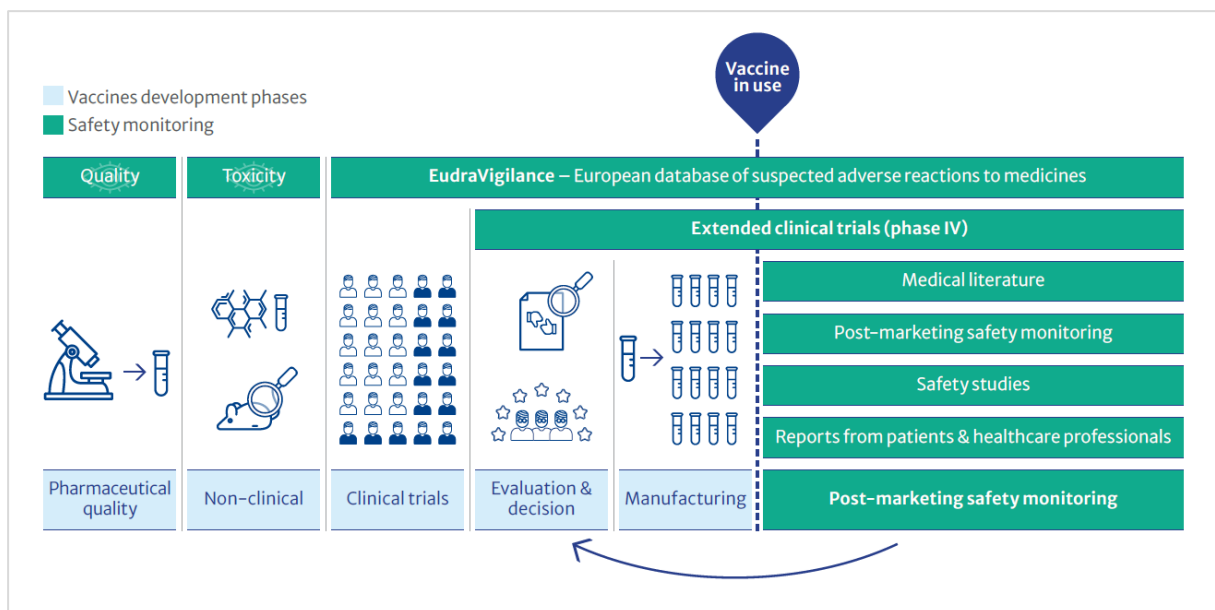 Vaccine
in use
Vaccines development phases
Safety monitoring
Quality
Toxicity
EudraVigilance – European database of suspected adverse reactions to medicines
Extended clinical trials (phase IV)
Medical literature
Post-marketing safety monitoring
Safety studies
Reports from patients & healthcare professionals
Pharmaceutical
quality
Non-clinical
Clinical trials
Evaluation &
decision
Manufacturing
Post-marketing safety monitoring